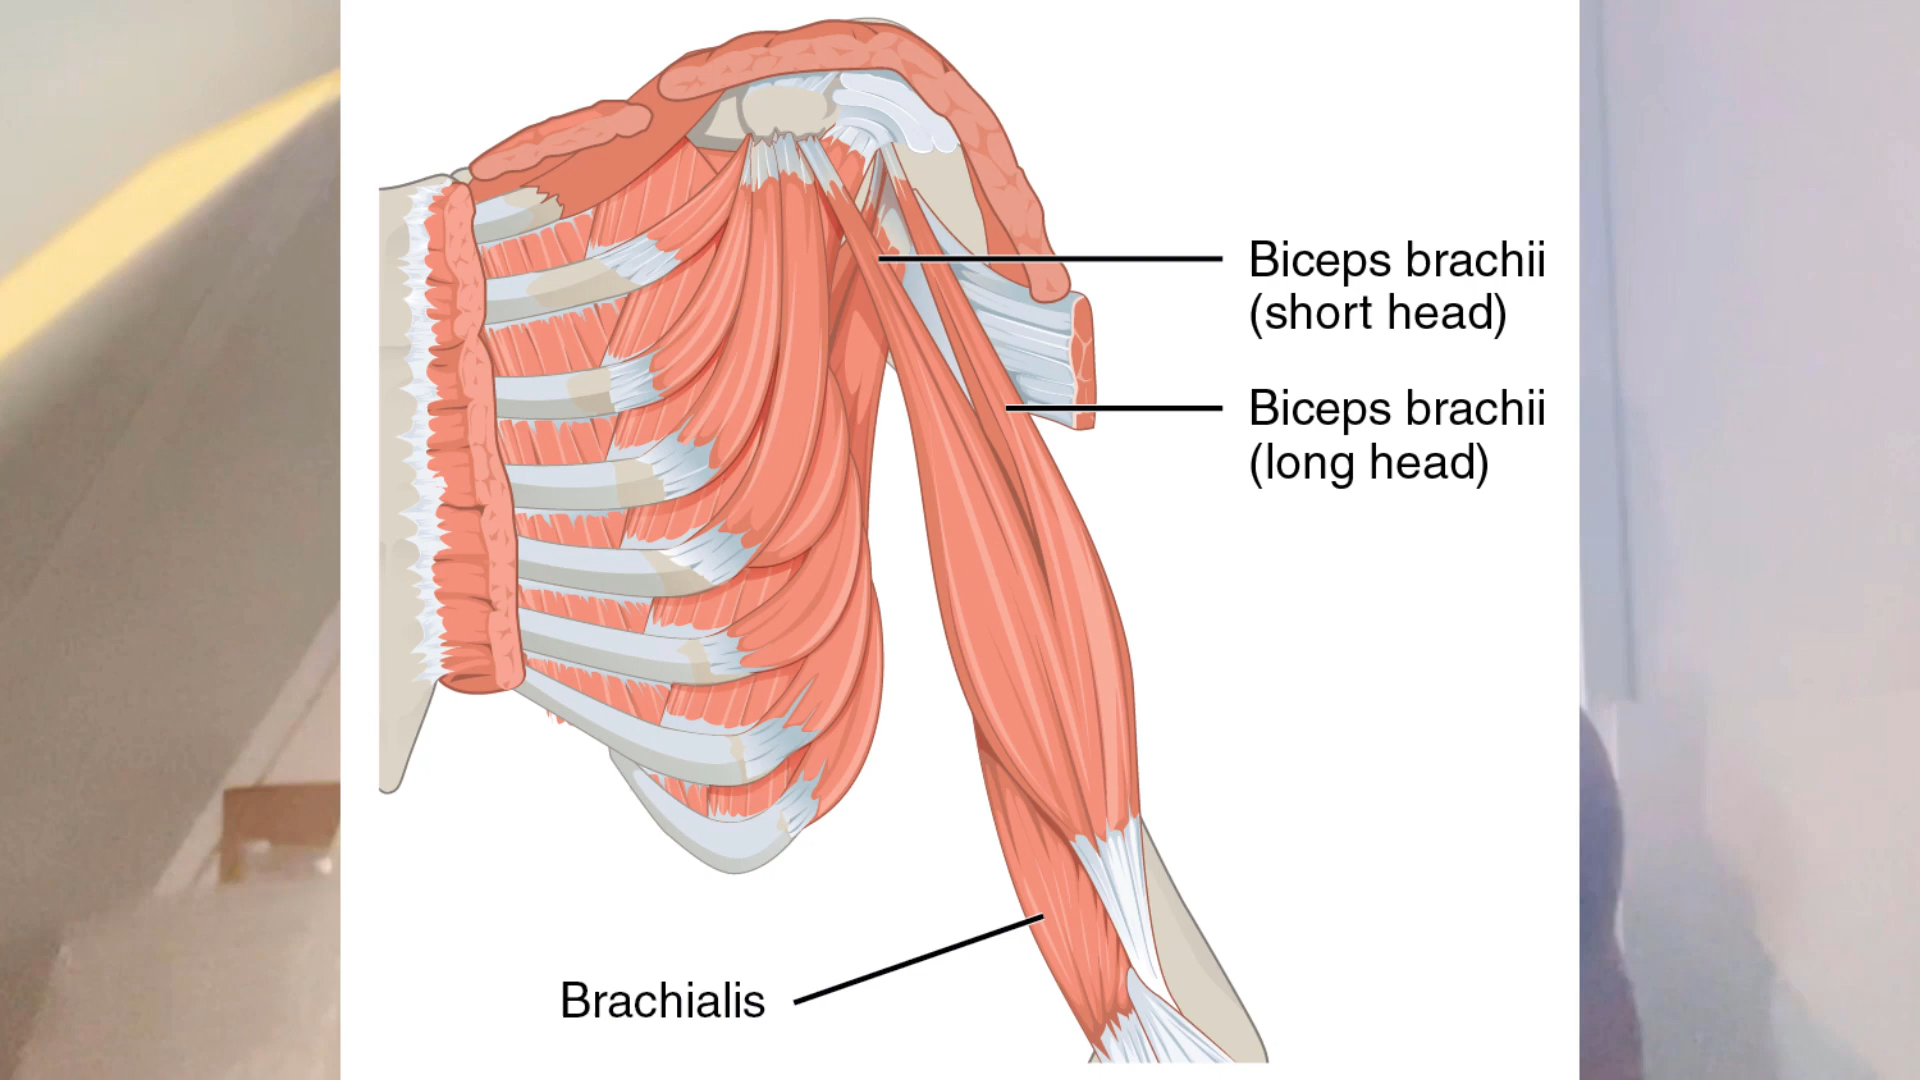 Biceps brachii
(short head)
Biceps brachii
(long head)
Brachialis